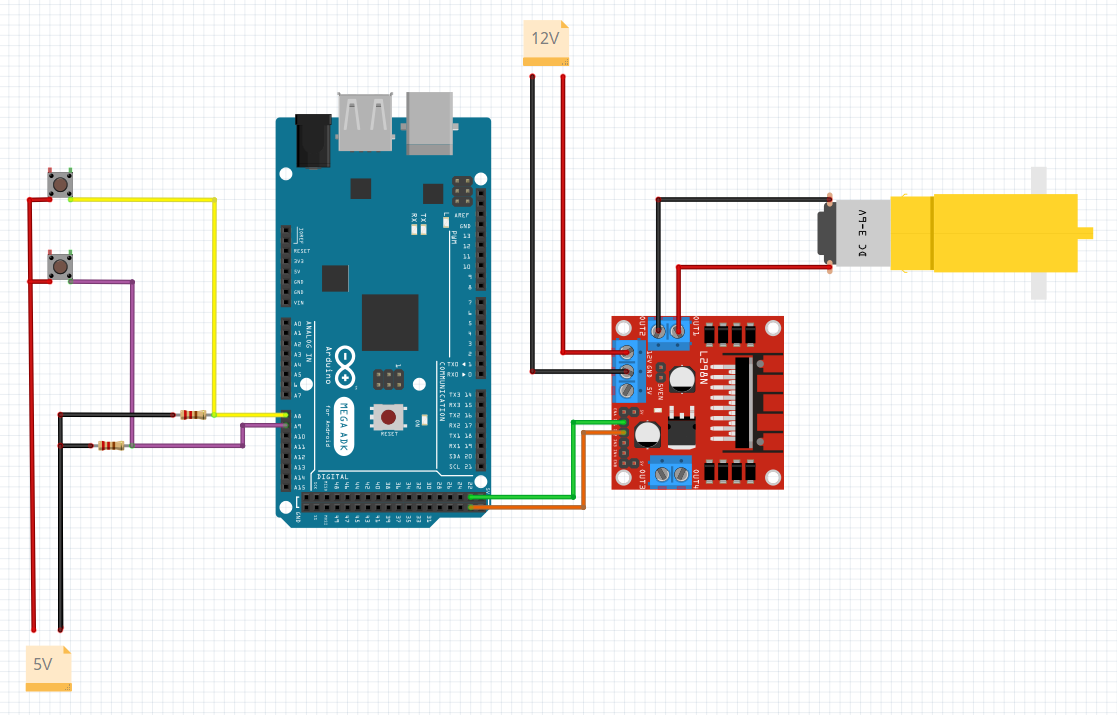 12V
5V
RX
TX
L
AREF
GND
13
12
11
10
9
8
PWM
IOREF
RESET
3V3
5V
GND
GND
VIN
7
6
5
4
3
2
TX0 1
RX0 0
A0
A1
A2
A3
A4
A5
A7
ANALOG IN
Arduino
MEGA ADK
for Android
RESET
ON
COMMUNICATION
TX3 14
RX3 15
TX2 16
RX2 17
TX1 18
RX1 19
SDA 20
SCL 21
A8
A9
A10
A11
A12
A13
A14
A15
DIGITAL
GND
OUT2
OUT1
12V
GND
5V
5VEN
L298N
OUT3
OUT4
DC 3-6V